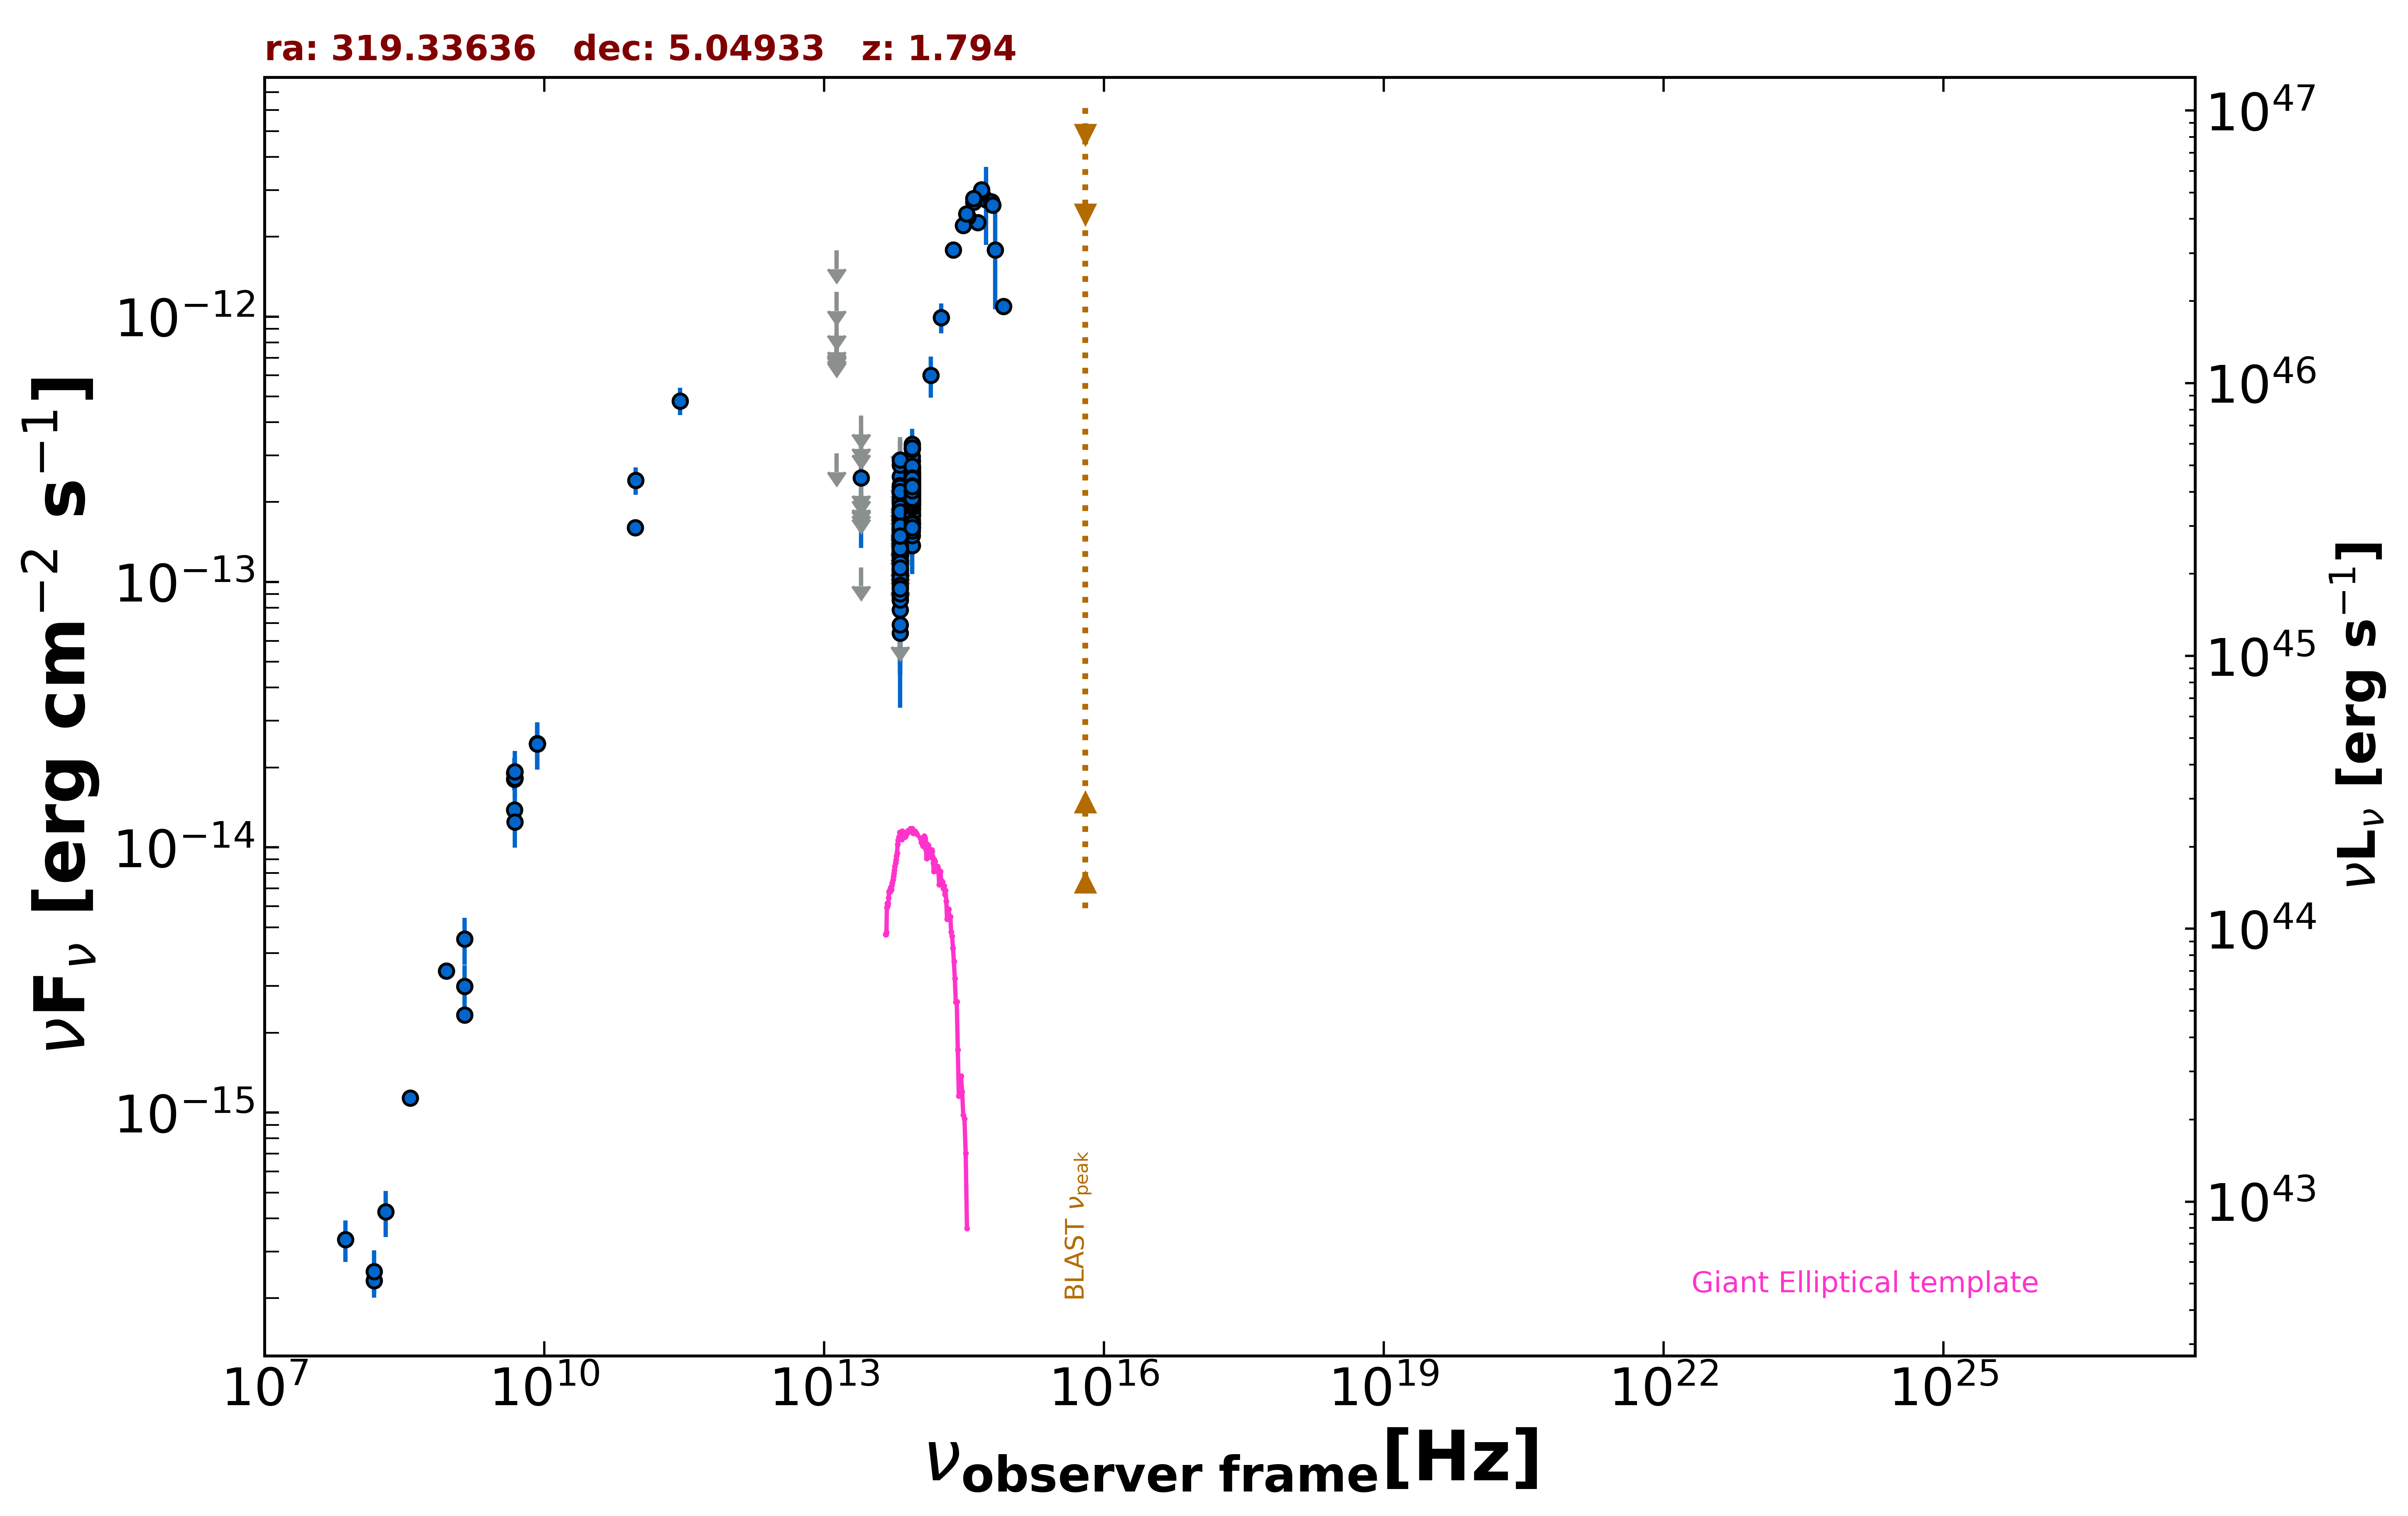 ra: 319.33636   dec: 5.04933   z: 1.794
νF_ν [erg cm^−2 s^−1]
10^−12
10^−13
10^−14
10^−15
10^47
10^46
10^45
10^44
10^43
νL_ν [erg s^−1]
BLAST ν_peak
Giant Elliptical template
10^7 10^10 10^13 10^16 10^19 10^22 10^25
ν_observer frame [Hz]